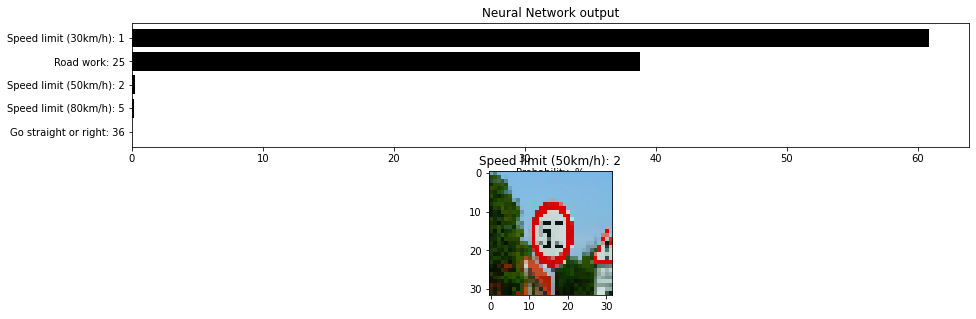 Neural Network output
Speed limit (30km/h): 1
Road work: 25
Speed limit (50km/h): 2
Speed limit (80km/h): 5
Go straight or right: 36
0 10 20 30 40 50 60
Probability, %
Speed limit (50km/h): 2
0
10
20
30
0 10 20 30